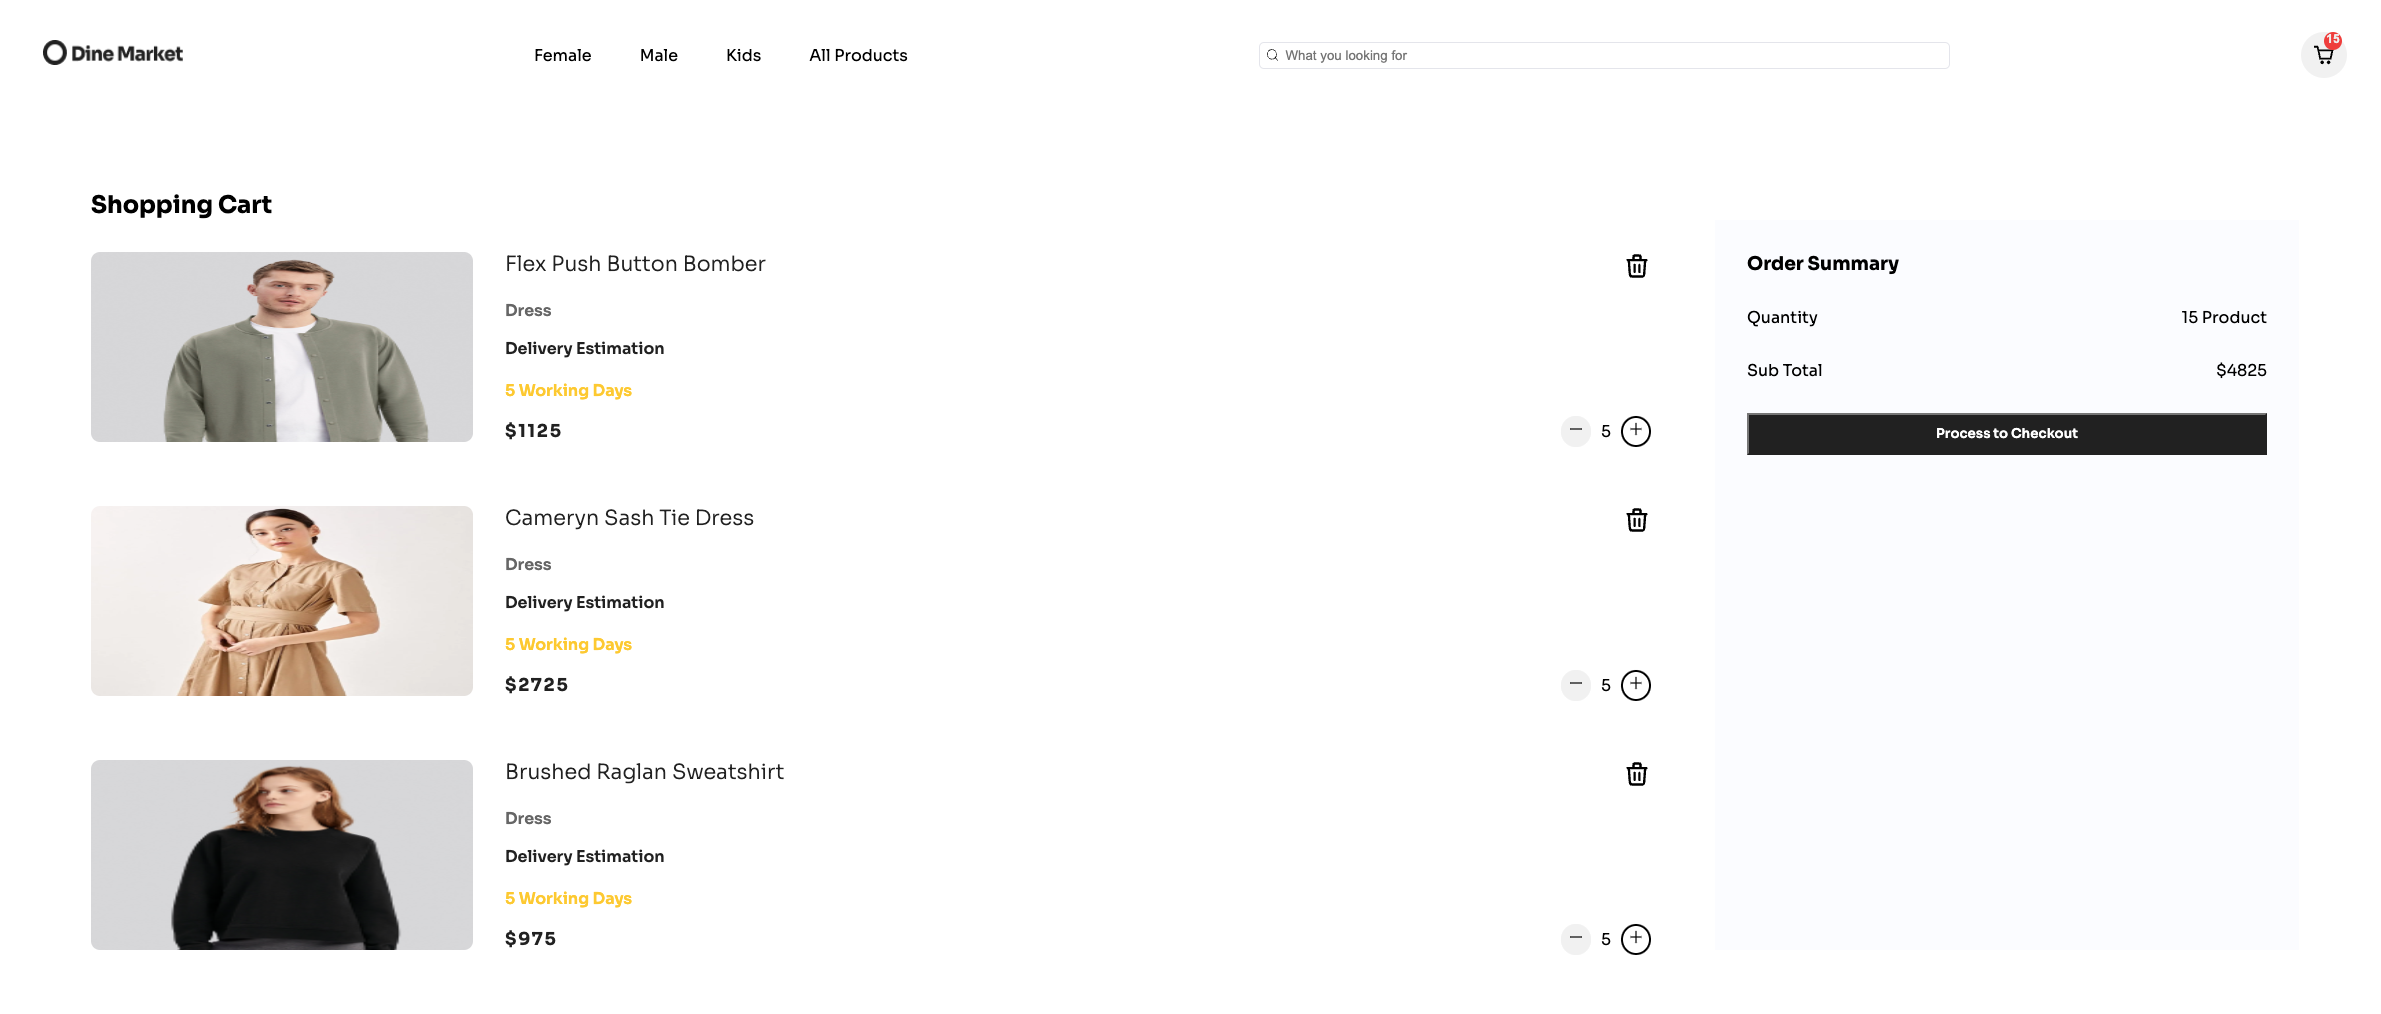 Dine Market
Female Male Kids All Products
What you looking for
15
Shopping Cart
Flex Push Button Bomber
Dress
Delivery Estimation
5 Working Days
$1125
5
Cameryn Sash Tie Dress
Dress
Delivery Estimation
5 Working Days
$2725
5
Brushed Raglan Sweatshirt
Dress
Delivery Estimation
5 Working Days
$975
5
Order Summary
Quantity 15 Product
Sub Total $4825
Process to Checkout